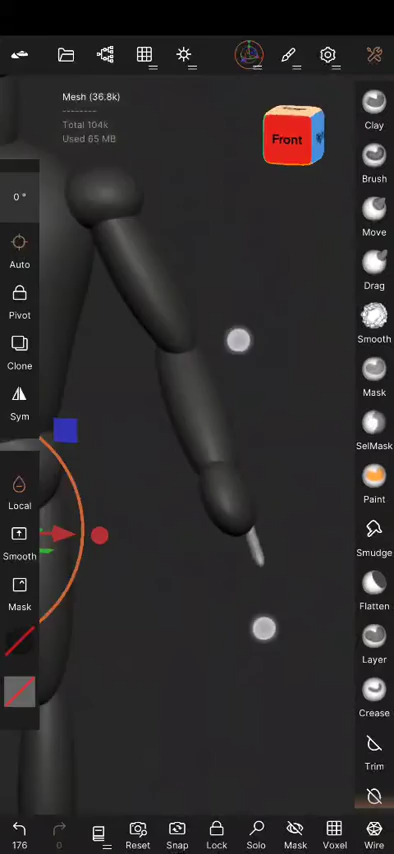 Mesh (36.8k)
--------
Total 104k
Used 65 MB
Front
0 °
Auto
Pivot
Clone
Sym
Local
Smooth
Mask
Clay
Brush
Move
Drag
Smooth
Mask
SelMask
Paint
Smudge
Flatten
Layer
Crease
Trim
176
0
Reset
Snap
Lock
Solo
Mask
Voxel
Wire